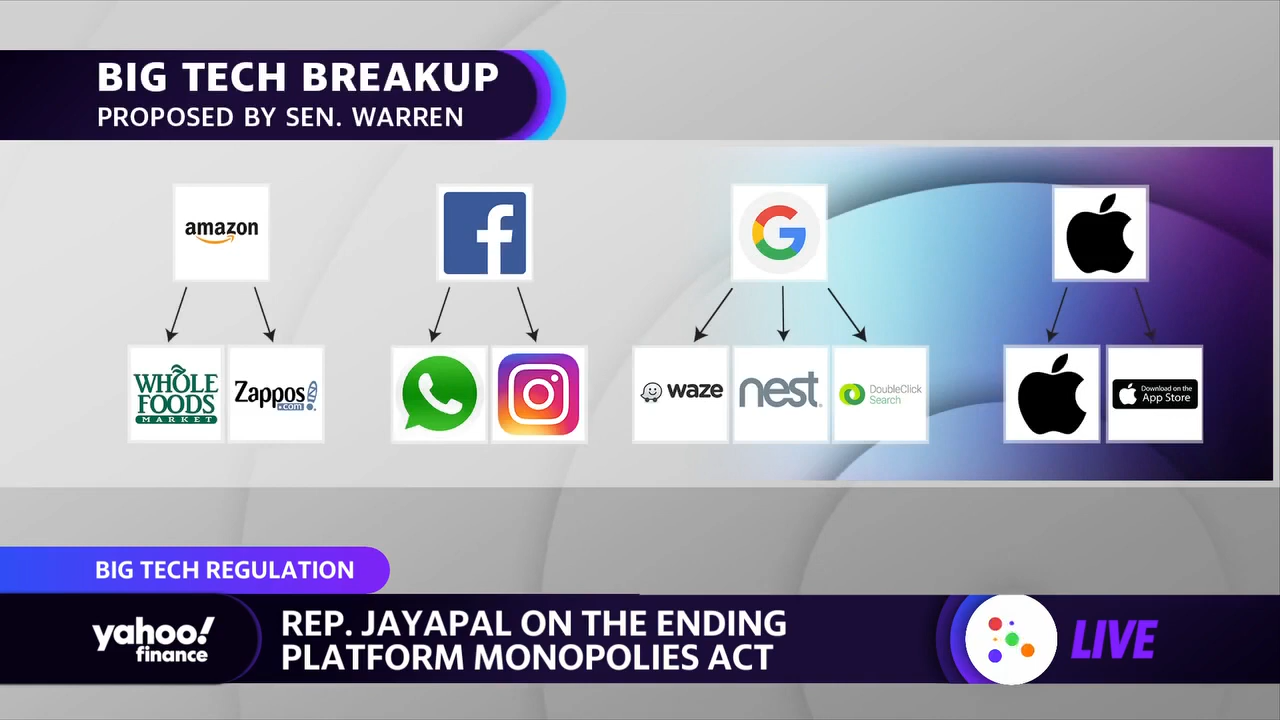 BIG TECH BREAKUP
PROPOSED BY SEN. WARREN
amazon
f
G
WHOLE
FOODS
MARKET
Zappos
.com
waze
nest
DoubleClick
Search
Download on the
App Store
BIG TECH REGULATION
yahoo!
finance
REP. JAYAPAL ON THE ENDING
PLATFORM MONOPOLIES ACT
LIVE